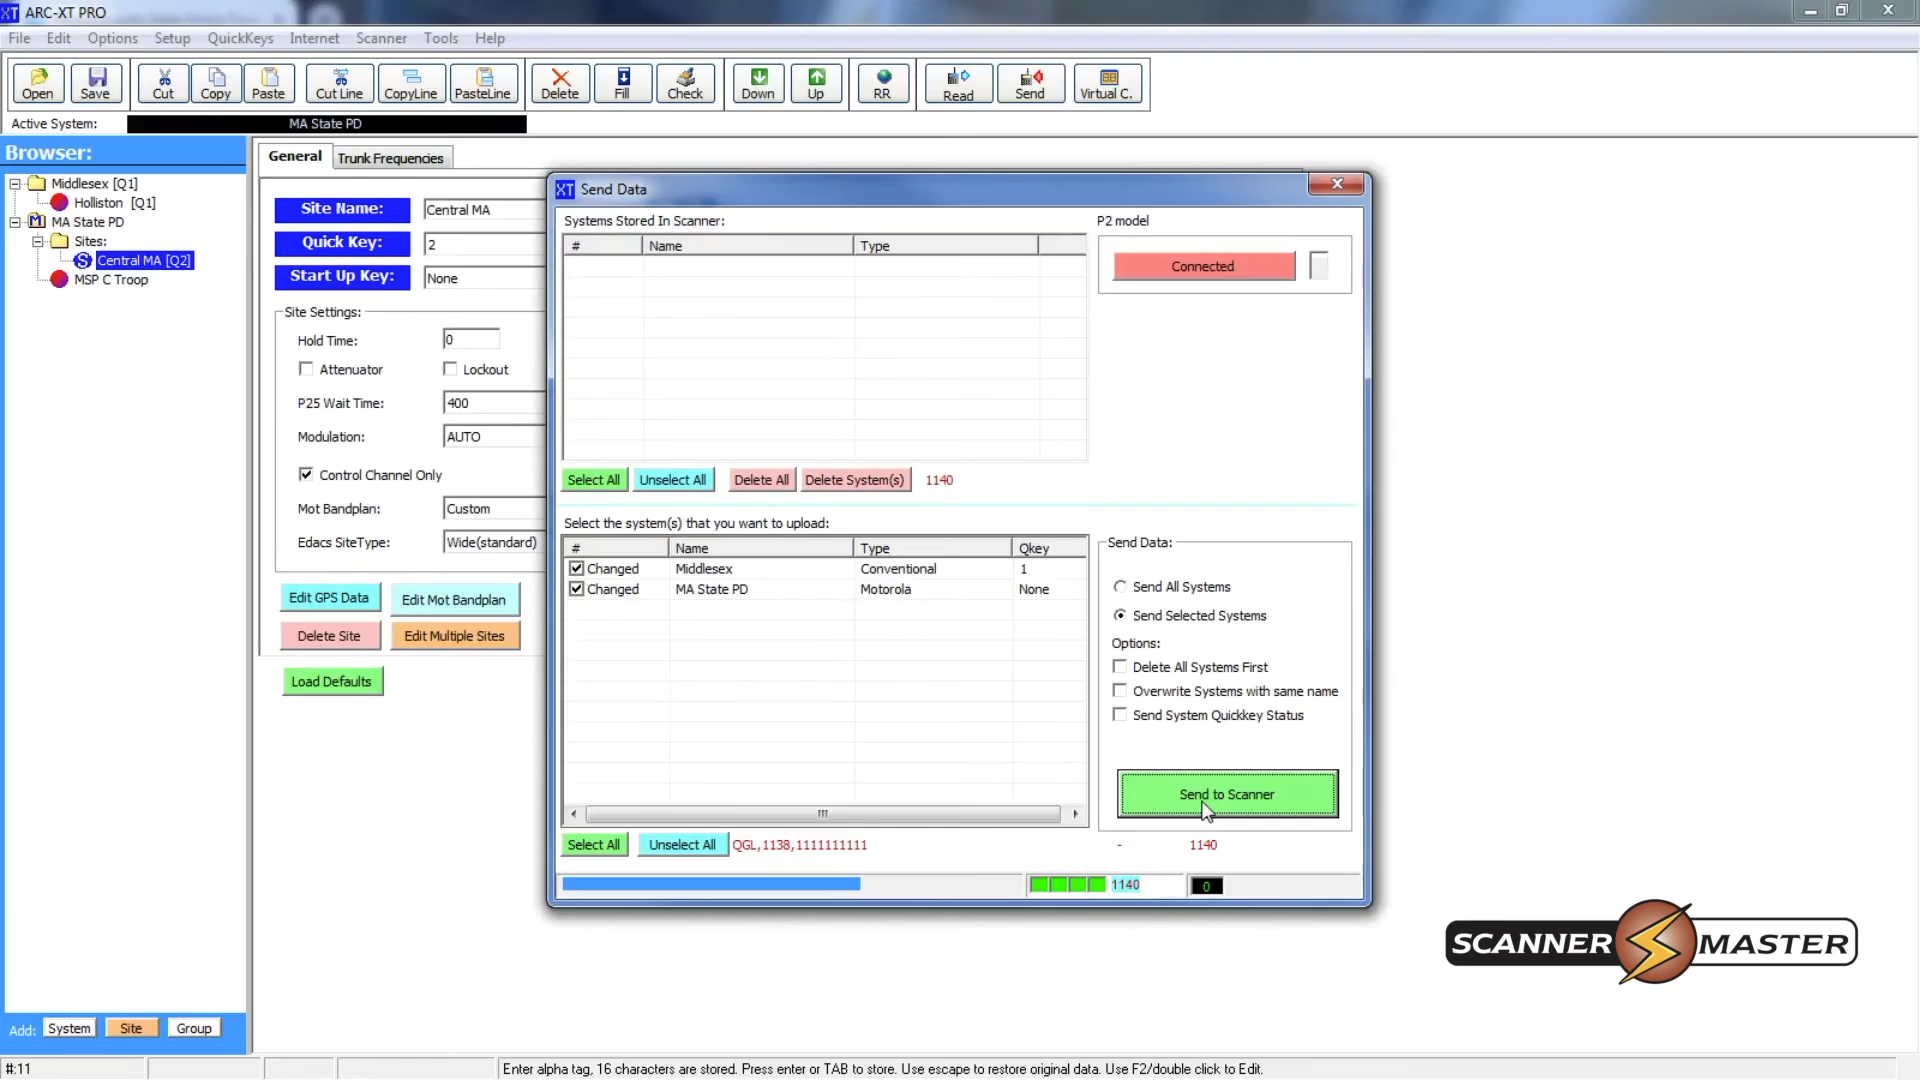 XT ARC-XT PRO
File Edit Options Setup QuickKeys Internet Scanner Tools Help
Open Save Cut Copy Paste Cut Line CopyLine PasteLine Delete Fill Check Down Up RR Read Send Virtual C.
Active System: MA State PD
Browser:
Middlesex [Q1]
Holliston [Q1]
M MA State PD
Sites:
S Central MA [Q2]
MSP C Troop
Add: System Site Group
General Trunk Frequencies
Site Name: Central MA
Quick Key: 2
Start Up Key: None
Site Settings:
Hold Time: 0
Attenuator Lockout
P25 Wait Time: 400
Modulation: AUTO
Control Channel Only
Mot Bandplan: Custom
Edacs SiteType: Wide(standard)
Edit GPS Data Edit Mot Bandplan
Delete Site Edit Multiple Sites
Load Defaults
XT Send Data
Systems Stored In Scanner:
# Name Type
Select All Unselect All Delete All Delete System(s) 1140
P2 model
Connected
Select the system(s) that you want to upload:
# Name Type Qkey
Changed Middlesex Conventional 1
Changed MA State PD Motorola None
Select All Unselect All QGL,1138,1111111111
Send Data:
Send All Systems
Send Selected Systems
Options:
Delete All Systems First
Overwrite Systems with same name
Send System Quickkey Status
Send to Scanner
- 1140
1140 0
SCANNER MASTER
#:11
Enter alpha tag, 16 characters are stored. Press enter or TAB to store. Use escape to restore original data. Use F2/double click to Edit.